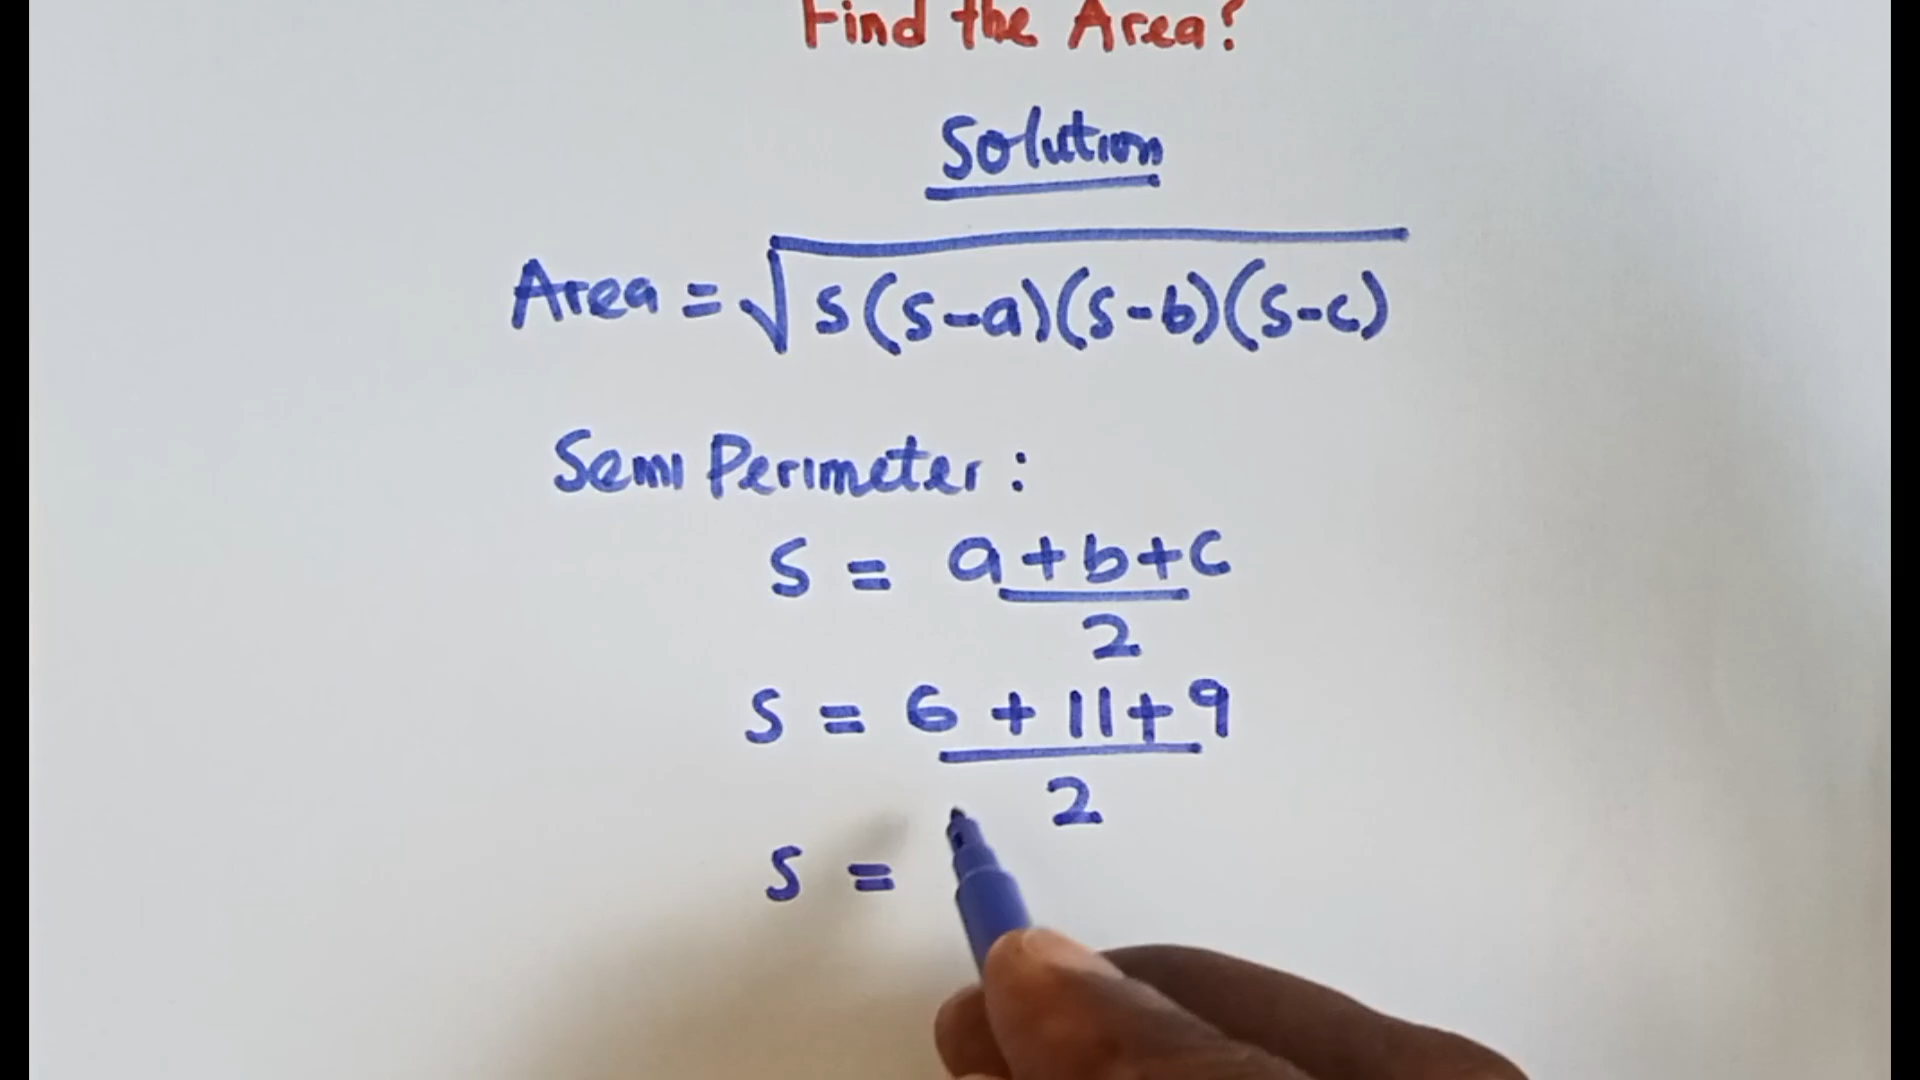 Find the Area?
Solution
Area = √s(s-a)(s-b)(s-c)
Semi Perimeter :
S = a+b+c
2
S = 6 + 11+9
2
S =